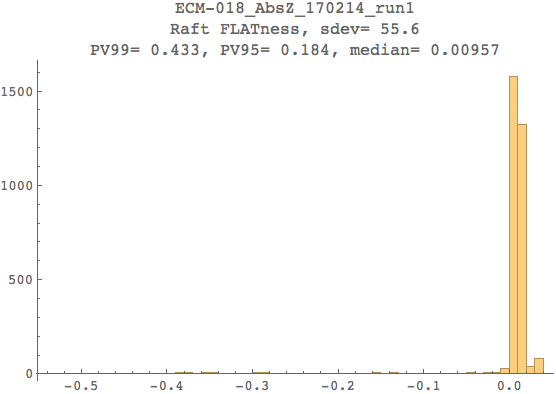 ECM-018_AbsZ_170214_run1
Raft FLATness, sdev= 55.6
PV99= 0.433, PV95= 0.184, median= 0.00957
1500
1000
500
0
-0.5 -0.4 -0.3 -0.2 -0.1 0.0